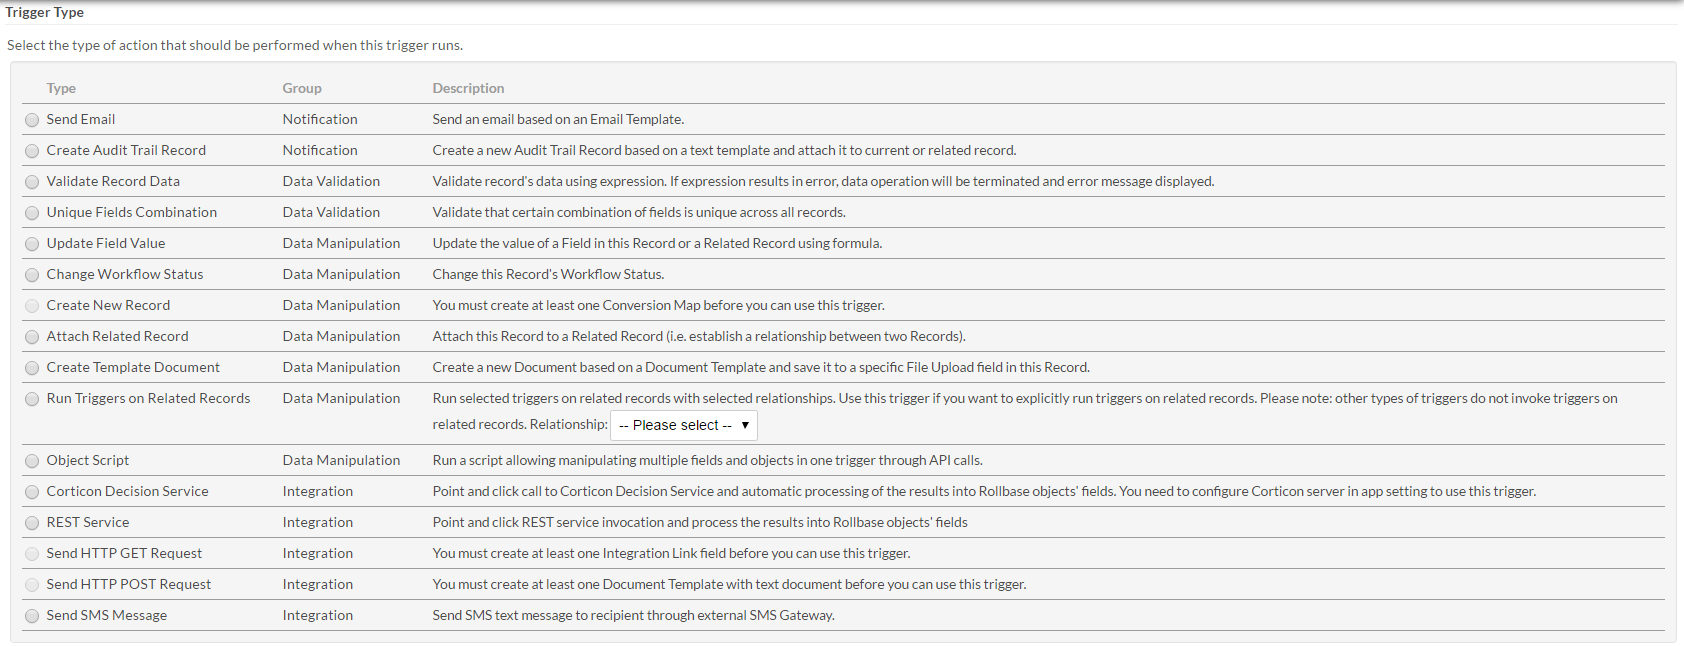 Trigger Type
Select the type of action that should be performed when this trigger runs.
Type Group Description
Send Email Notification Send an email based on an Email Template.
Create Audit Trail Record Notification Create a new Audit Trail Record based on a text template and attach it to current or related record.
Validate Record Data Data Validation Validate record's data using expression. If expression results in error, data operation will be terminated and error message displayed.
Unique Fields Combination Data Validation Validate that certain combination of fields is unique across all records.
Update Field Value Data Manipulation Update the value of a Field in this Record or a Related Record using formula.
Change Workflow Status Data Manipulation Change this Record's Workflow Status.
Create New Record Data Manipulation You must create at least one Conversion Map before you can use this trigger.
Attach Related Record Data Manipulation Attach this Record to a Related Record (i.e. establish a relationship between two Records).
Create Template Document Data Manipulation Create a new Document based on a Document Template and save it to a specific File Upload field in this Record.
Run Triggers on Related Records Data Manipulation Run selected triggers on related records with selected relationships. Use this trigger if you want to explicitly run triggers on related records. Please note: other types of triggers do not invoke triggers on
related records. Relationship: -- Please select --
Object Script Data Manipulation Run a script allowing manipulating multiple fields and objects in one trigger through API calls.
Corticon Decision Service Integration Point and click call to Corticon Decision Service and automatic processing of the results into Rollbase objects' fields. You need to configure Corticon server in app setting to use this trigger.
REST Service Integration Point and click REST service invocation and process the results into Rollbase objects' fields
Send HTTP GET Request Integration You must create at least one Integration Link field before you can use this trigger.
Send HTTP POST Request Integration You must create at least one Document Template with text document before you can use this trigger.
Send SMS Message Integration Send SMS text message to recipient through external SMS Gateway.